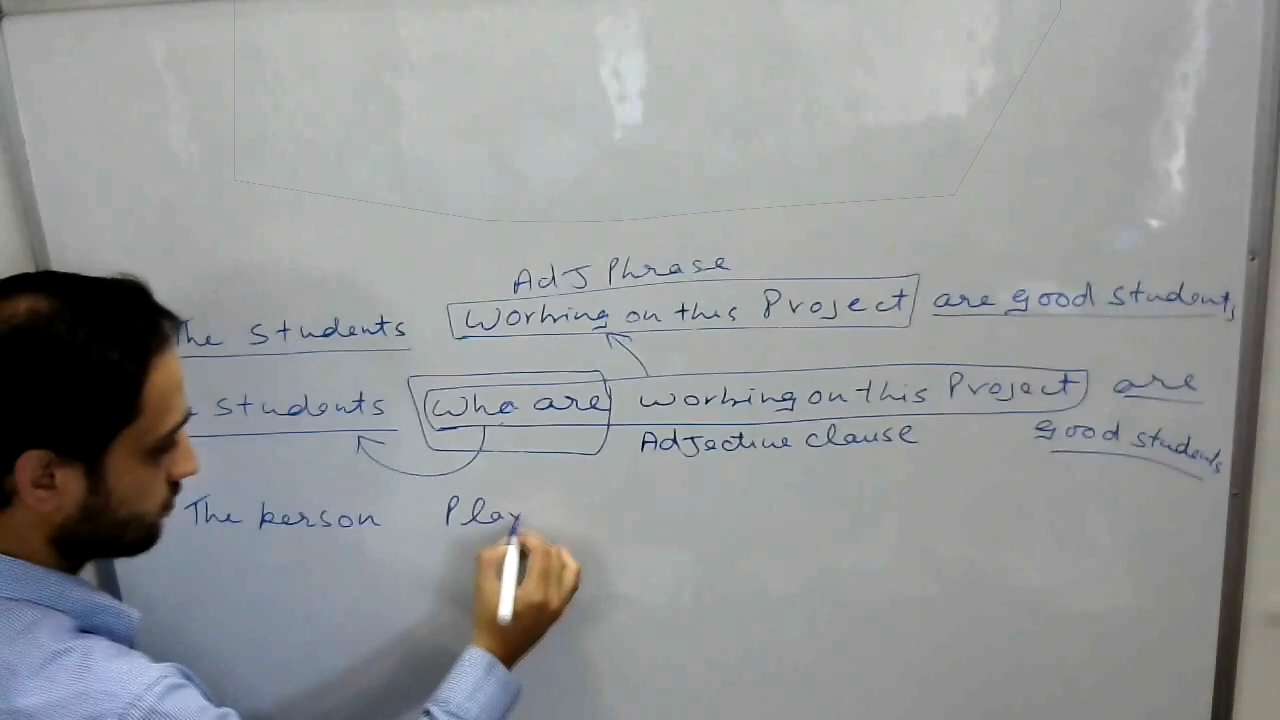 Adj Phrase
The students working on this Project are good students
students who are working on this Project are
Adjective clause good students
The person Play